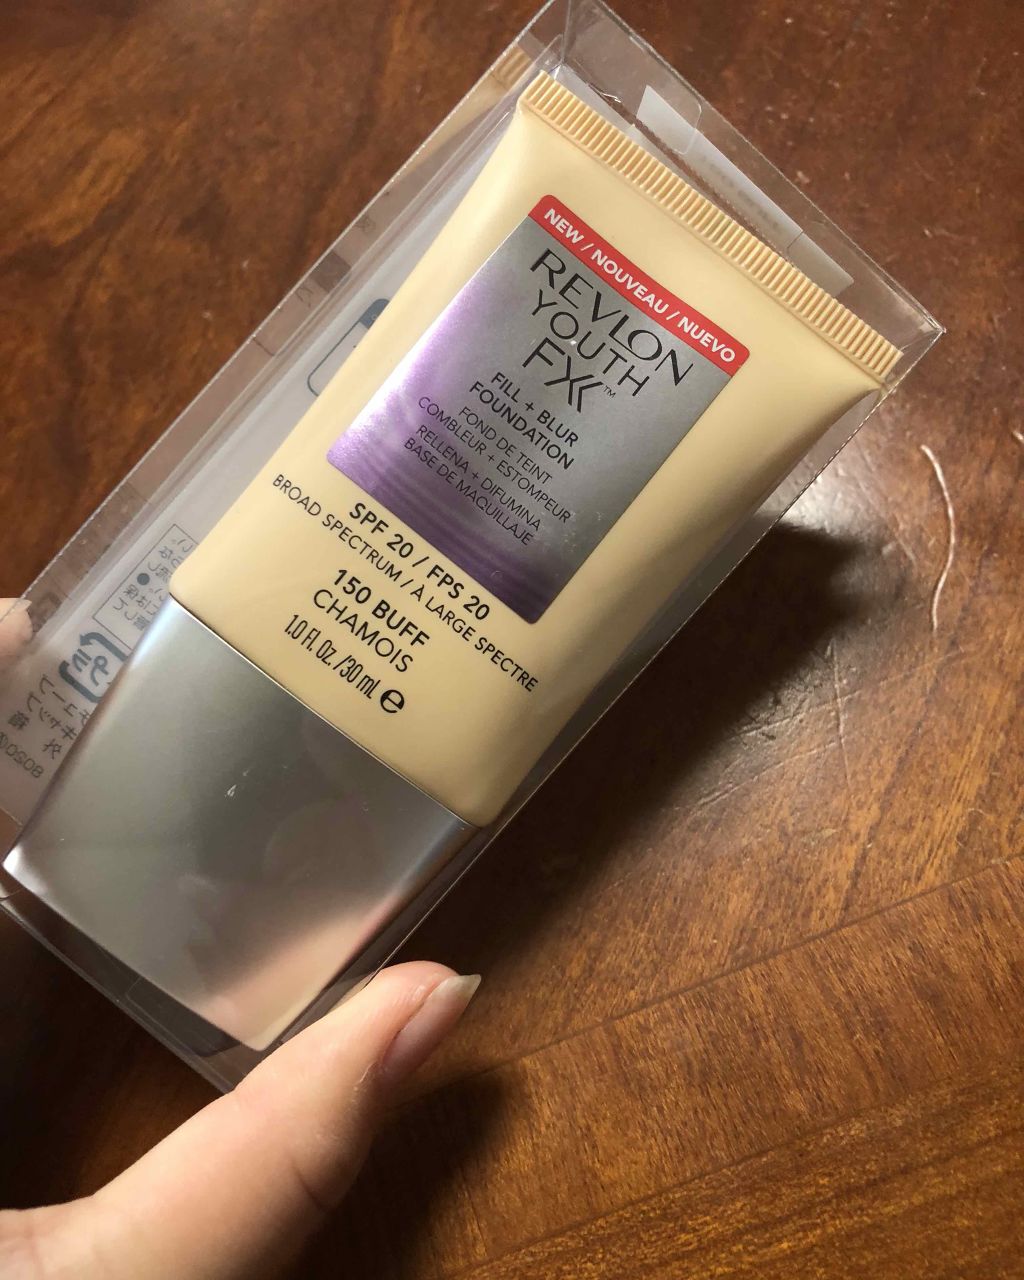 NEW / NOUVEAU / NUEVO
REVLON
YOUTH
FX™
FILL + BLUR
FOUNDATION
FOND DE TEINT
COMBLEUR + ESTOMPEUR
RELLENA + DIFUMINA
BASE DE MAQUILLAJE
SPF 20 / FPS 20
BROAD SPECTRUM / À LARGE SPECTRE
150 BUFF
CHAMOIS
1.0 Fl. Oz./30 mL ℮